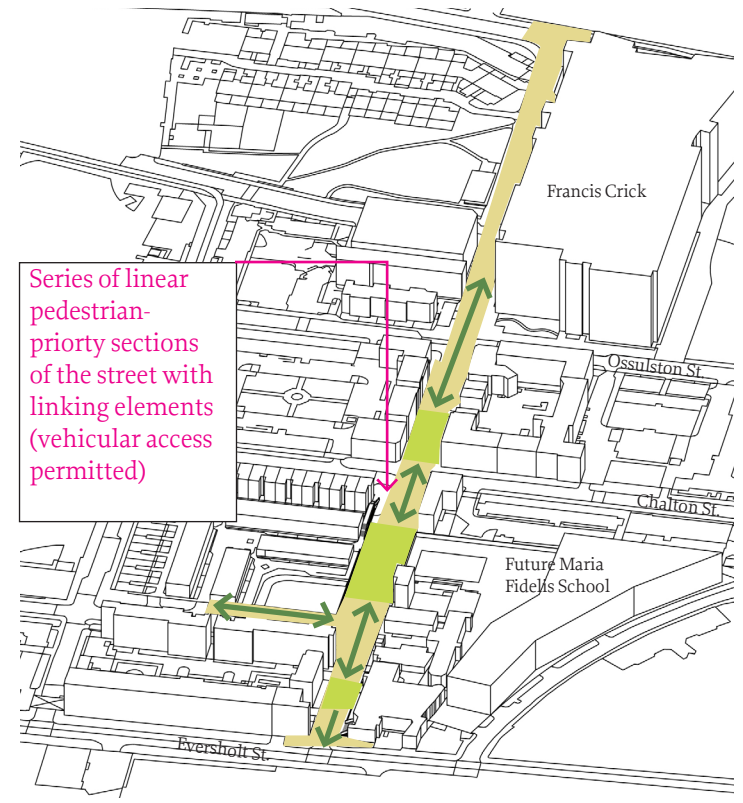 Francis Crick
Series of linear
pedestrian-
priorty sections
of the street with
linking elements
(vehicular access
permitted)
Ossulston St.
Chalton St.
Future Maria
Fidelis School
Eversholt St.